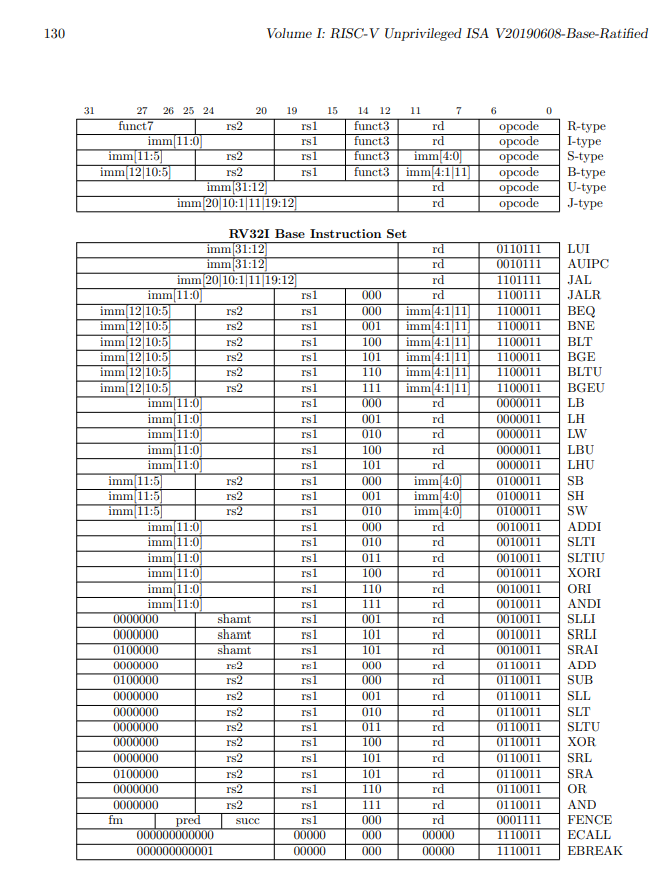 130 Volume I: RISC-V Unprivileged ISA V20190608-Base-Ratified
31 27 26 25 24 20 19 15 14 12 11 7 6 0
funct7 rs2 rs1 funct3 rd opcode R-type
imm[11:0] rs1 funct3 rd opcode I-type
imm[11:5] rs2 rs1 funct3 imm[4:0] opcode S-type
imm[12|10:5] rs2 rs1 funct3 imm[4:1|11] opcode B-type
imm[31:12] rd opcode U-type
imm[20|10:1|11|19:12] rd opcode J-type
RV32I Base Instruction Set
imm[31:12] rd 0110111 LUI
imm[31:12] rd 0010111 AUIPC
imm[20|10:1|11|19:12] rd 1101111 JAL
imm[11:0] rs1 000 rd 1100111 JALR
imm[12|10:5] rs2 rs1 000 imm[4:1|11] 1100011 BEQ
imm[12|10:5] rs2 rs1 001 imm[4:1|11] 1100011 BNE
imm[12|10:5] rs2 rs1 100 imm[4:1|11] 1100011 BLT
imm[12|10:5] rs2 rs1 101 imm[4:1|11] 1100011 BGE
imm[12|10:5] rs2 rs1 110 imm[4:1|11] 1100011 BLTU
imm[12|10:5] rs2 rs1 111 imm[4:1|11] 1100011 BGEU
imm[11:0] rs1 000 rd 0000011 LB
imm[11:0] rs1 001 rd 0000011 LH
imm[11:0] rs1 010 rd 0000011 LW
imm[11:0] rs1 100 rd 0000011 LBU
imm[11:0] rs1 101 rd 0000011 LHU
imm[11:5] rs2 rs1 000 imm[4:0] 0100011 SB
imm[11:5] rs2 rs1 001 imm[4:0] 0100011 SH
imm[11:5] rs2 rs1 010 imm[4:0] 0100011 SW
imm[11:0] rs1 000 rd 0010011 ADDI
imm[11:0] rs1 010 rd 0010011 SLTI
imm[11:0] rs1 011 rd 0010011 SLTIU
imm[11:0] rs1 100 rd 0010011 XORI
imm[11:0] rs1 110 rd 0010011 ORI
imm[11:0] rs1 111 rd 0010011 ANDI
0000000 shamt rs1 001 rd 0010011 SLLI
0000000 shamt rs1 101 rd 0010011 SRLI
0100000 shamt rs1 101 rd 0010011 SRAI
0000000 rs2 rs1 000 rd 0110011 ADD
0100000 rs2 rs1 000 rd 0110011 SUB
0000000 rs2 rs1 001 rd 0110011 SLL
0000000 rs2 rs1 010 rd 0110011 SLT
0000000 rs2 rs1 011 rd 0110011 SLTU
0000000 rs2 rs1 100 rd 0110011 XOR
0000000 rs2 rs1 101 rd 0110011 SRL
0100000 rs2 rs1 101 rd 0110011 SRA
0000000 rs2 rs1 110 rd 0110011 OR
0000000 rs2 rs1 111 rd 0110011 AND
fm pred succ rs1 000 rd 0001111 FENCE
000000000000 00000 000 00000 1110011 ECALL
000000000001 00000 000 00000 1110011 EBREAK